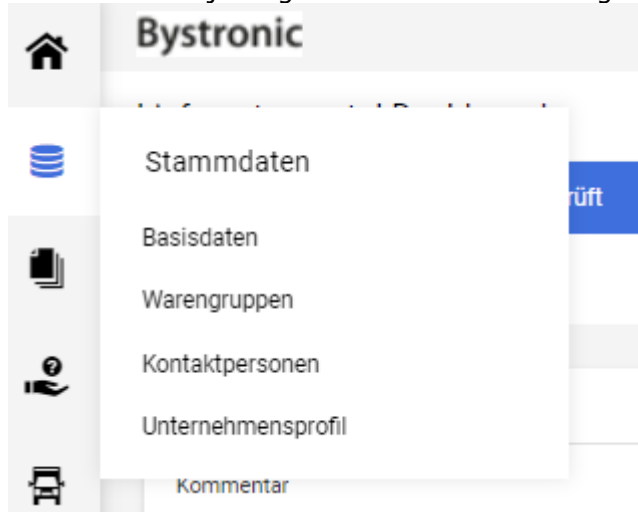 Bystronic
Stammdaten
rüft
Basisdaten
Warengruppen
Kontaktpersonen
Unternehmensprofil
Kommentar